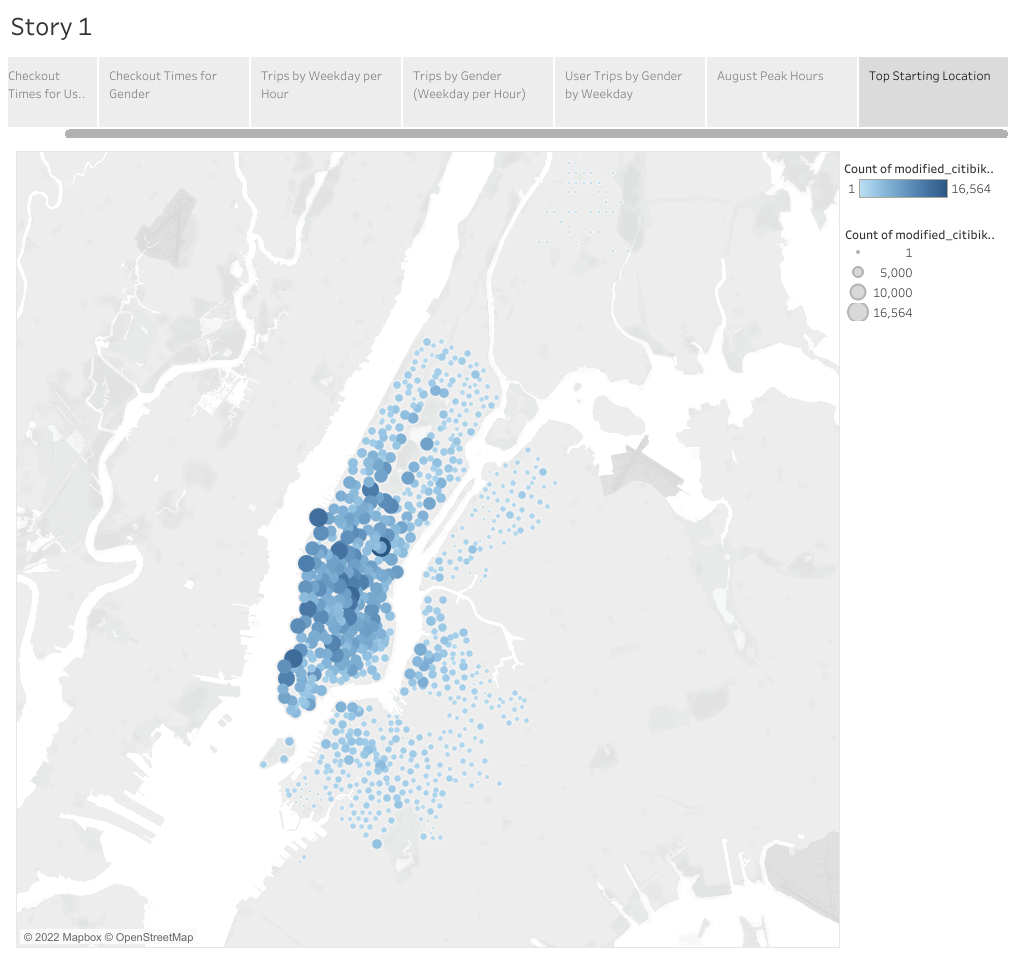 Story 1
Checkout
Times for Us..
Checkout Times for
Gender
Trips by Weekday per
Hour
Trips by Gender
(Weekday per Hour)
User Trips by Gender
by Weekday
August Peak Hours
Top Starting Location
Count of modified_citibik..
1
16,564
Count of modified_citibik..
1
5,000
10,000
16,564
© 2022 Mapbox © OpenStreetMap